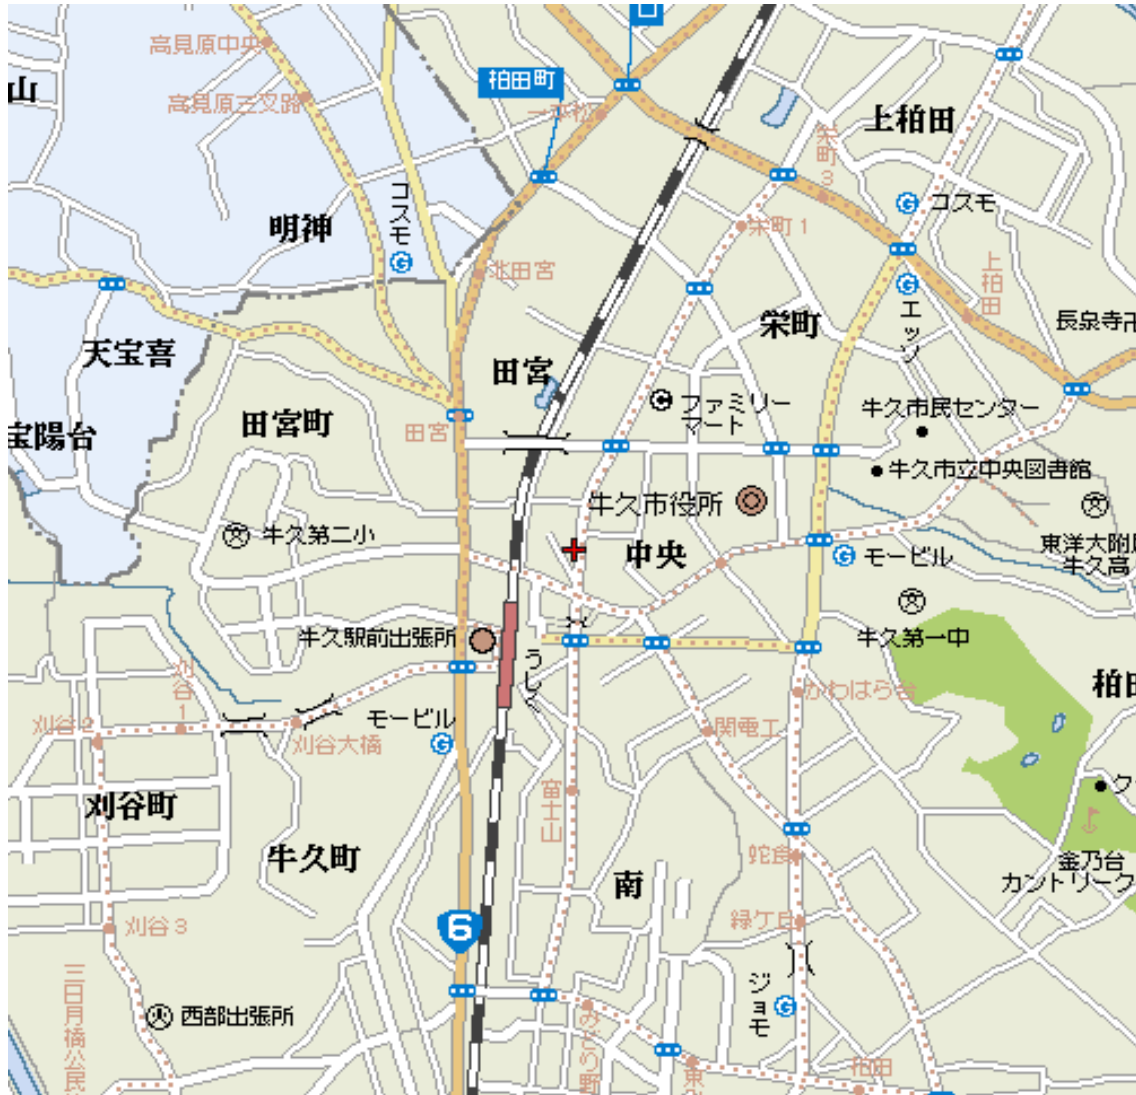 高見原中央
山
柏田町
高見原三叉路
一平松
上柏田
栄町3
コスモ
コスモ
明神
栄町1
北田宮
上柏田
エッソ
長泉寺卍
栄町
天宝喜
田宮
ファミリー
マート
牛久市民センター
宝陽台
田宮町
田宮
牛久市立中央図書館
牛久市役所
牛久第二小
中央
モービル
東洋大附属
牛久高
牛久第一中
牛久駅前出張所
うしく
柏田
かわはら台
刈谷1
刈谷2
モービル
刈谷大橋
関電工
富士山
ク
刈谷町
牛久町
蛇食
金乃台
カントリーク
南
緑ケ丘
6
刈谷3
三日月橋公民
ジョモ
西部出張所
みどり野
東
柏田